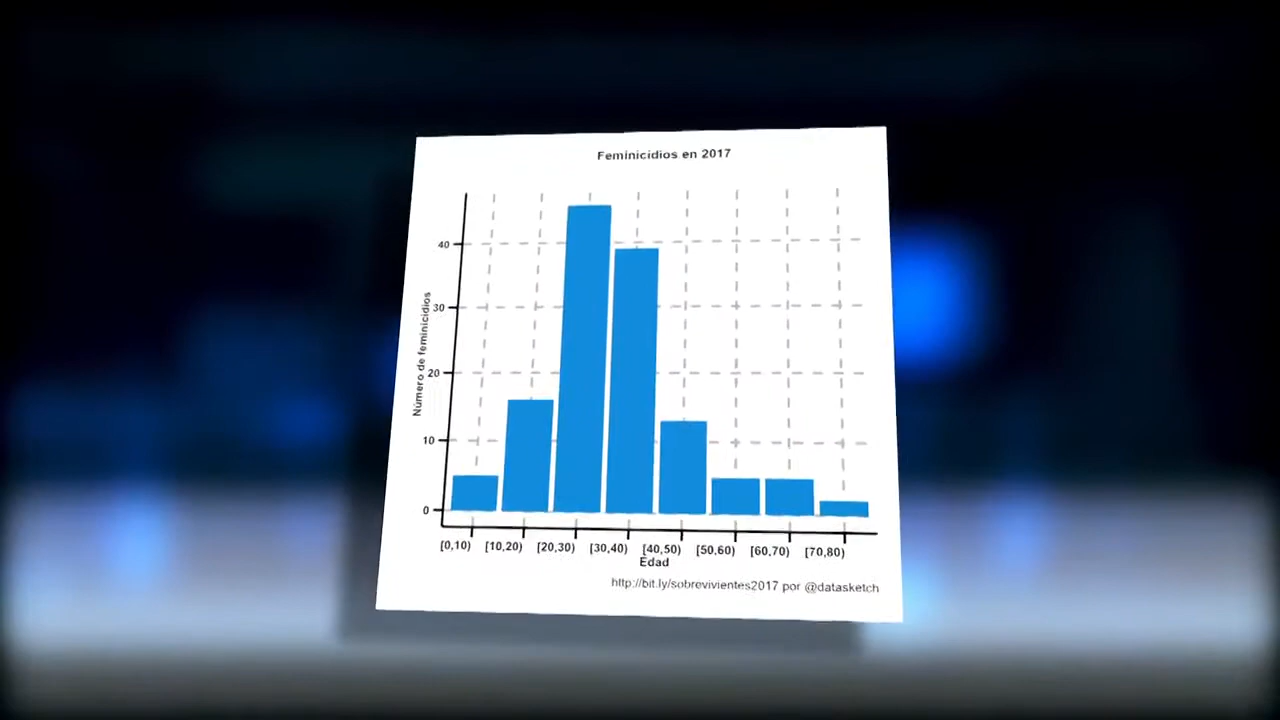 Feminicidios en 2017
Número de feminicidios
40
30
20
10
0
[0,10) [10,20) [20,30) [30,40) [40,50) [50,60) [60,70) [70,80)
Edad
http://bit.ly/sobrevivientes2017 por @datasketch